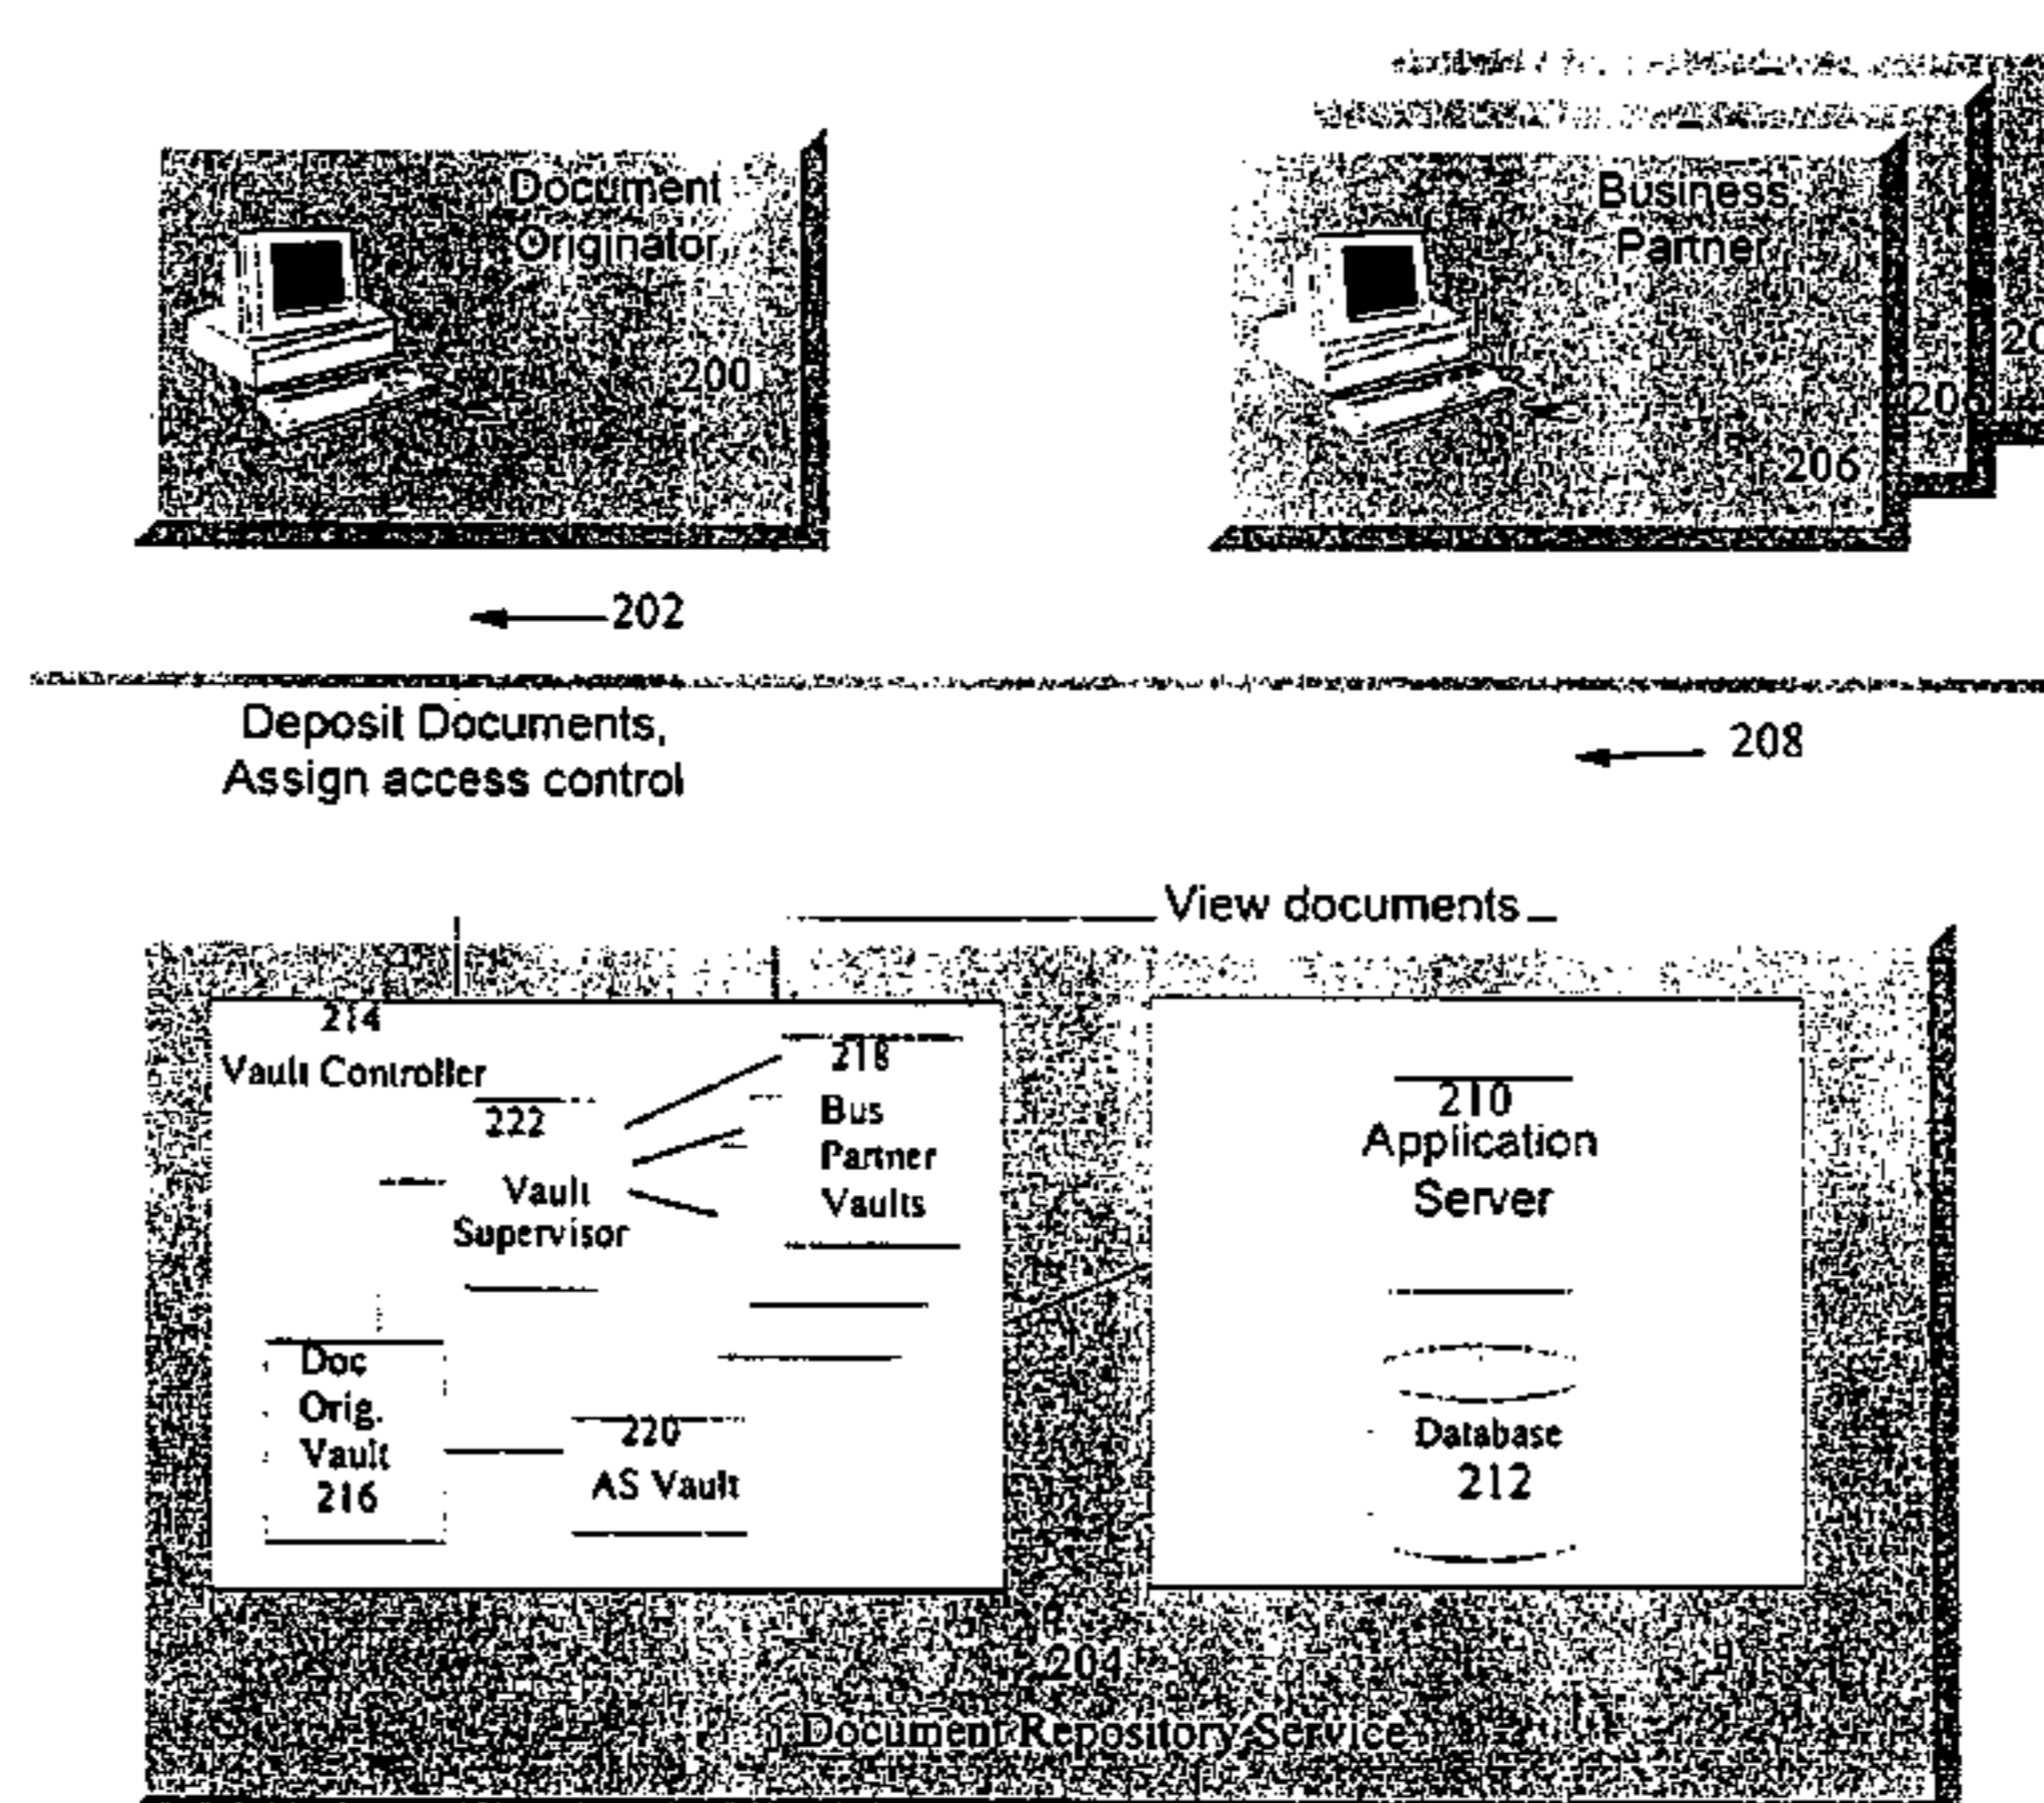 Document
Originator
200
Business
Partner
206
206
20
202
Deposit Documents,
Assign access control
208
View documents
214
Vault Controller
222
Vault
Supervisor
218
Bus
Partner
Vaults
Doc
Orig.
Vault
216
220
AS Vault
210
Application
Server
Database
212
204
Document Repository Service